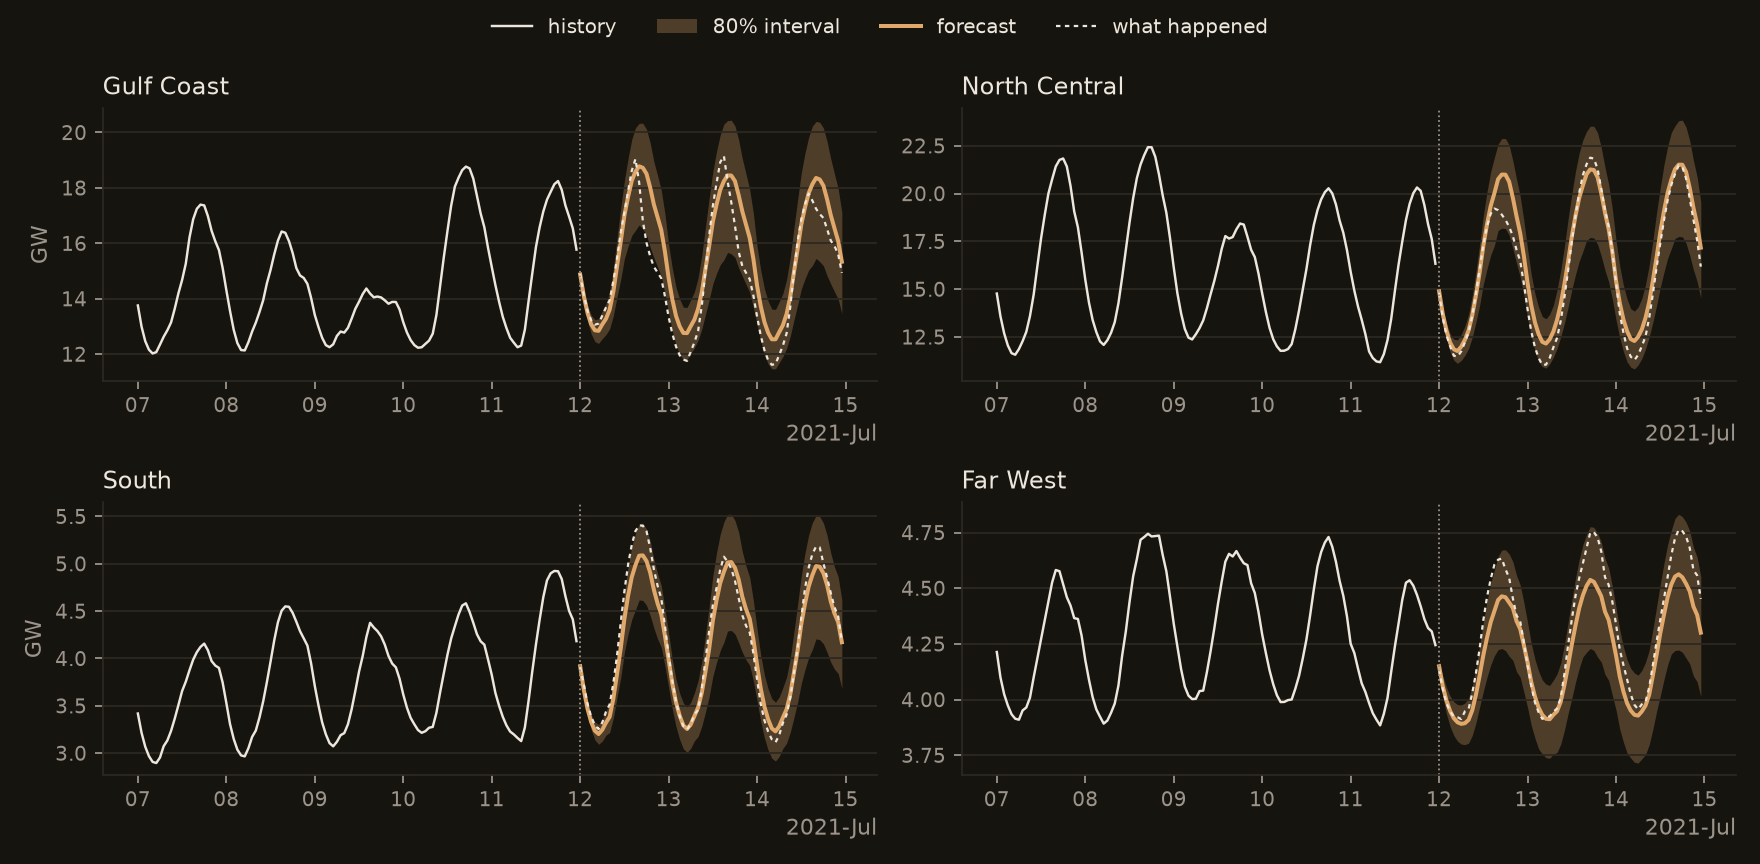 history 80% interval forecast what happened
Gulf Coast
GW
20
18
16
14
12
07 08 09 10 11 12 13 14 15
2021-Jul
North Central
22.5
20.0
17.5
15.0
12.5
07 08 09 10 11 12 13 14 15
2021-Jul
South
GW
5.5
5.0
4.5
4.0
3.5
3.0
07 08 09 10 11 12 13 14 15
2021-Jul
Far West
4.75
4.50
4.25
4.00
3.75
07 08 09 10 11 12 13 14 15
2021-Jul